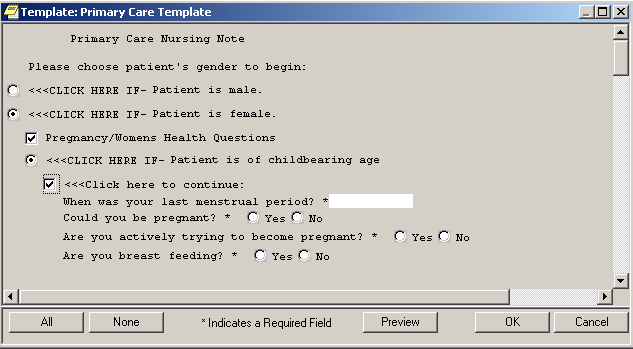 Template: Primary Care Template
Primary Care Nursing Note
Please choose patient's gender to begin:
<<<CLICK HERE IF- Patient is male.
<<<CLICK HERE IF- Patient is female.
Pregnancy/Womens Health Questions
<<<CLICK HERE IF- Patient is of childbearing age
<<<Click here to continue:
When was your last menstrual period? *
Could you be pregnant? * Yes No
Are you actively trying to become pregnant? * Yes No
Are you breast feeding? * Yes No
All None * Indicates a Required Field Preview OK Cancel